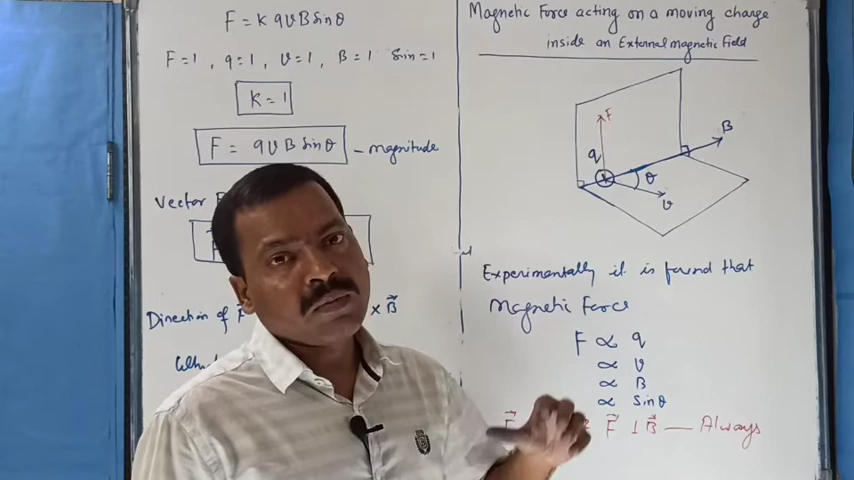 F = K qVB Sinθ
F=1 , q=1 , V=1 , B=1 Sin=1
K=1
F = qVB Sinθ — magnitude
Vector
Direction of F
× B⃗
Magnetic Force acting on a moving charge
inside an External magnetic Field
F
B
q
θ
V
Experimentally it is found that
Magnetic Force
F ∝ q
∝ V
∝ B
∝ Sinθ
F⃗ F⃗ ⊥ B⃗ — Always